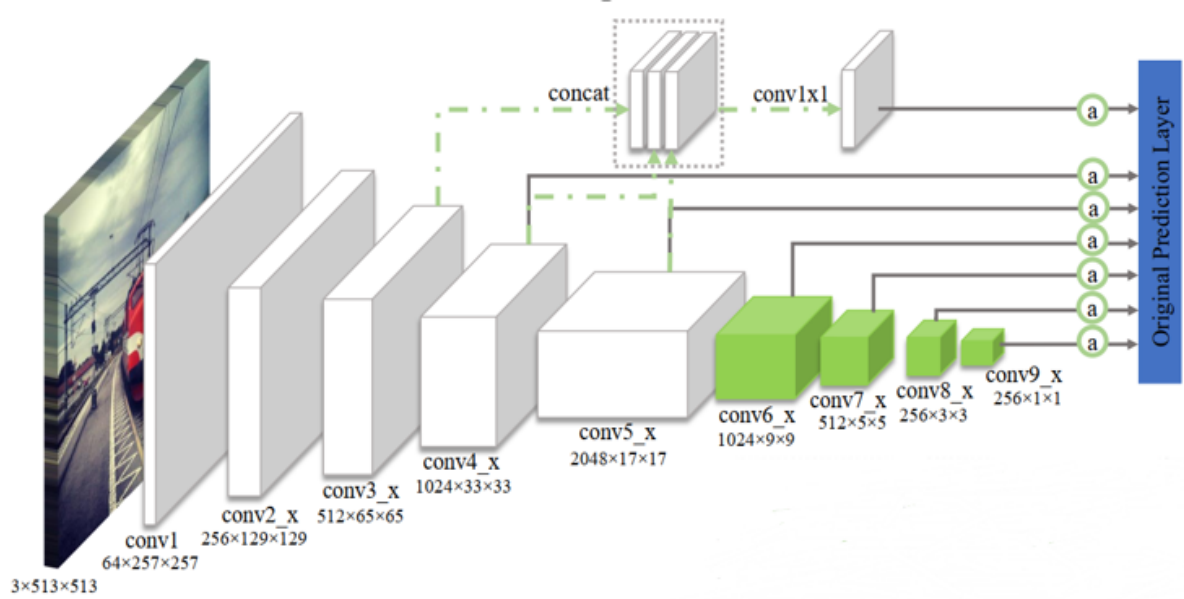 concat
conv1x1
a
a
a
a
a
a
a
Original Prediction Layer
conv1
64×257×257
conv2_x
256×129×129
conv3_x
512×65×65
conv4_x
1024×33×33
conv5_x
2048×17×17
conv6_x
1024×9×9
conv7_x
512×5×5
conv8_x
256×3×3
conv9_x
256×1×1
3×513×513